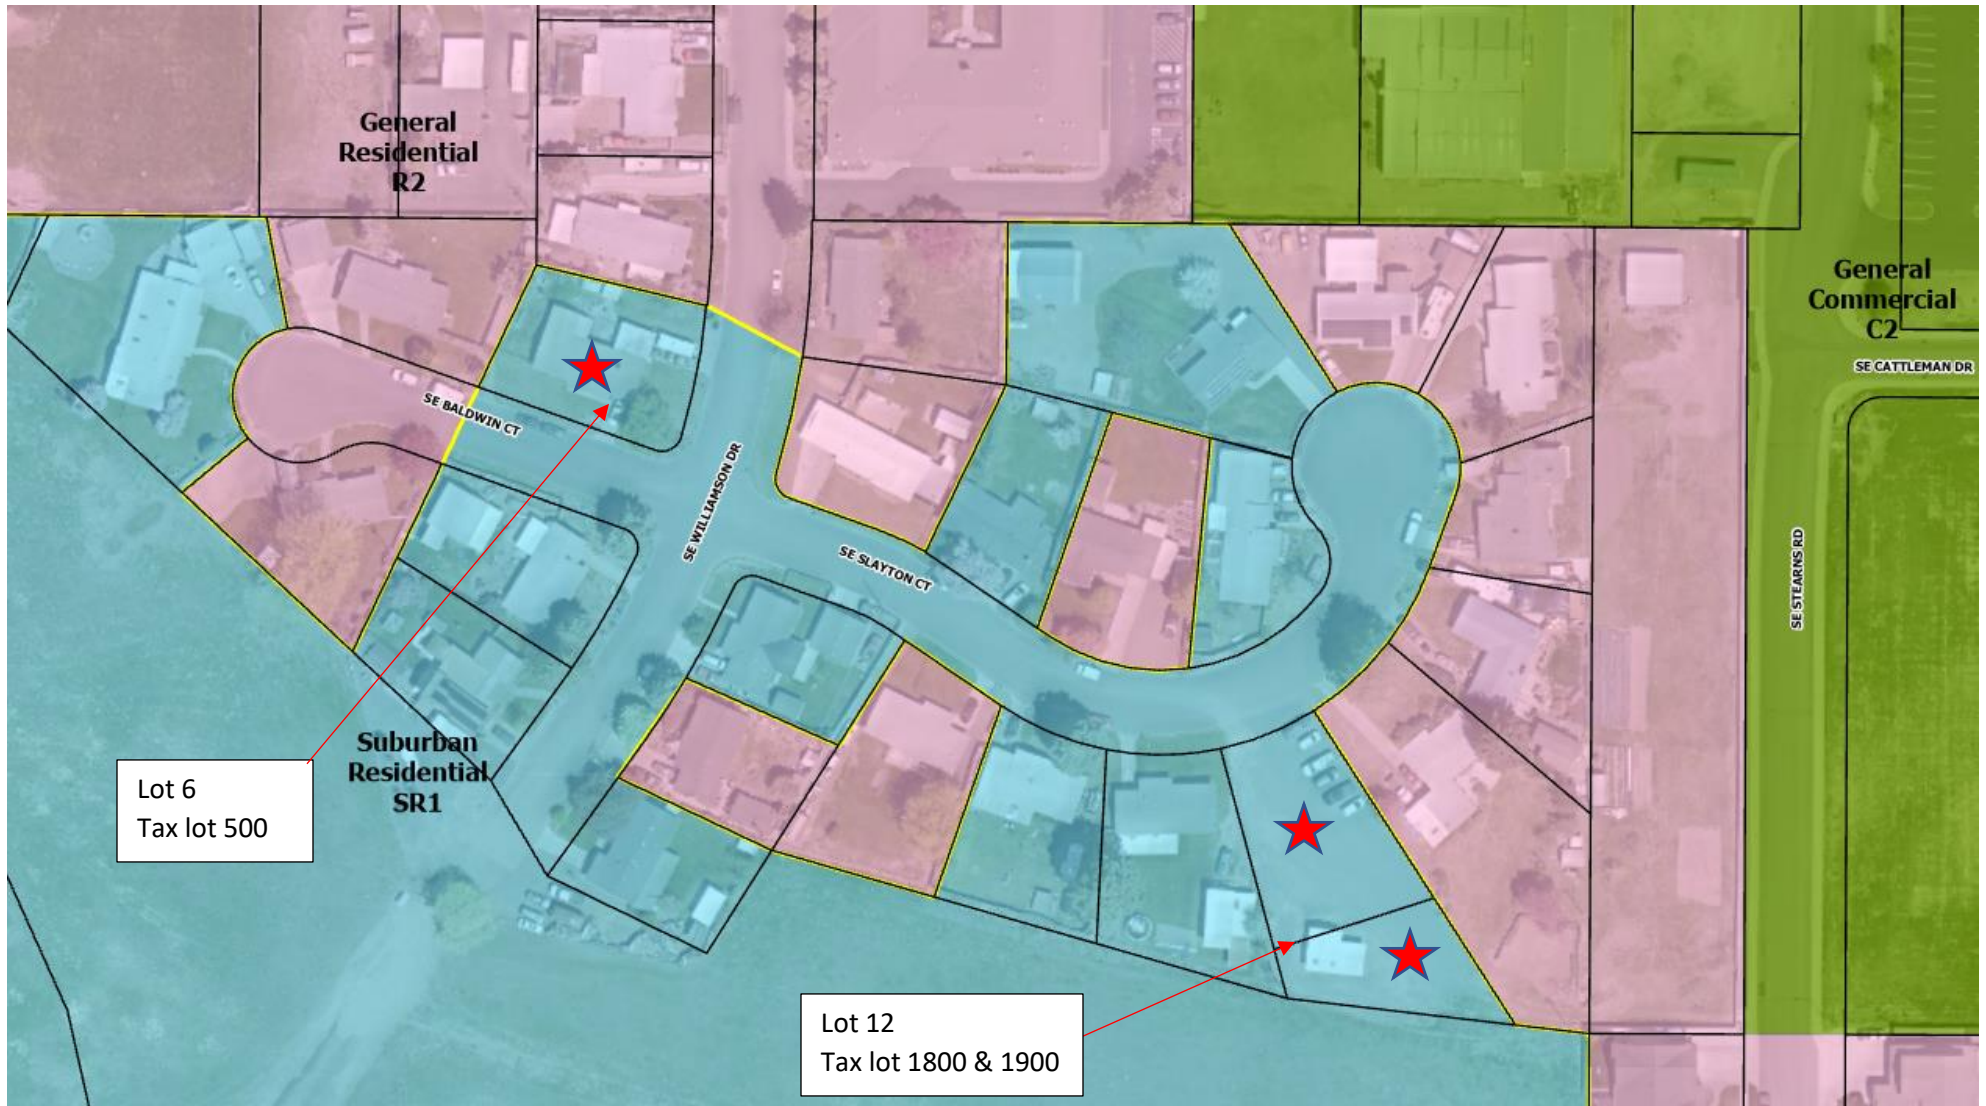 General
Residential
R2
General
Commercial
C2
SE CATTLEMAN DR
SE BALDWIN CT
SE WILLIAMSON DR
SE SLAYTON CT
SE STEARNS RD
Suburban
Residential
SR1
Lot 6
Tax lot 500
Lot 12
Tax lot 1800 & 1900